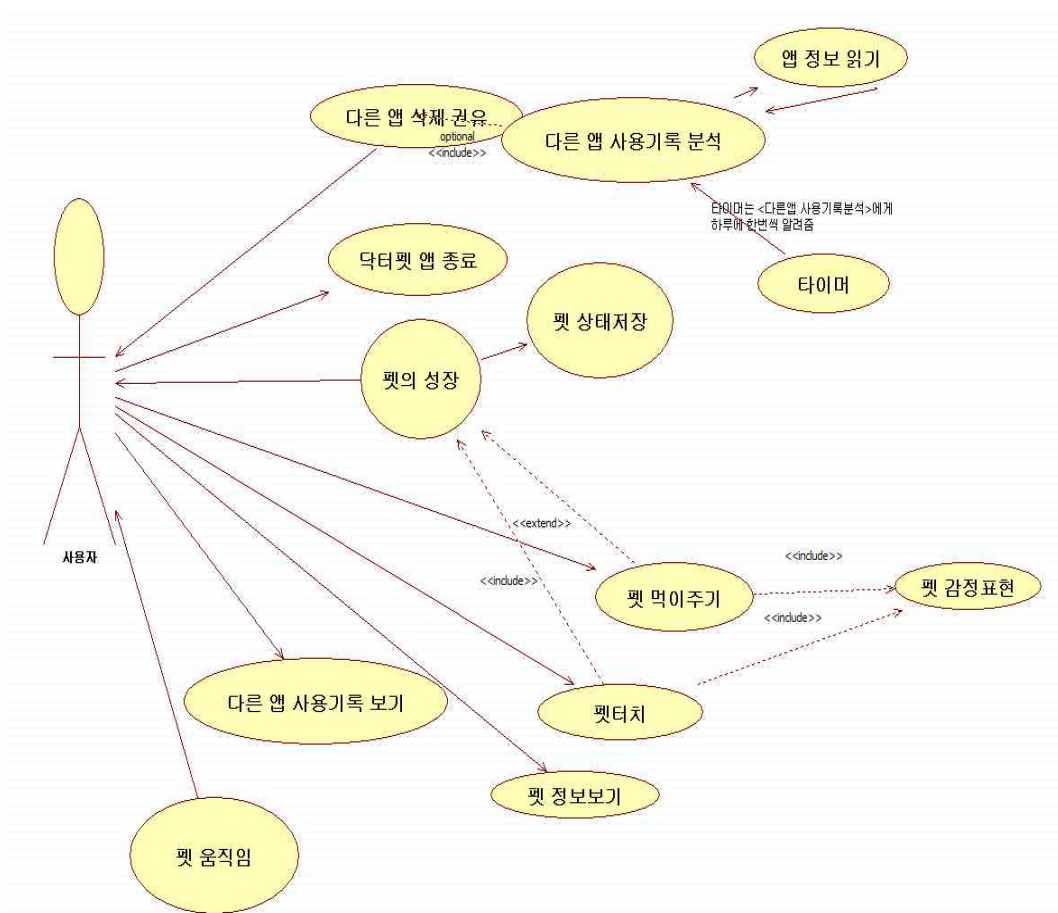 앱 정보 읽기
다른 앱 삭제 권유
optional
<<include>>
다른 앱 사용기록 분석
타이머는 <다른앱 사용기록분석>에게
하루에 한번씩 알려줌
타이머
닥터펫 앱 종료
펫 상태저장
펫의 성장
사용자
<<extend>>
<<include>>
<<include>>
<<include>>
펫 먹이주기
펫 감정표현
다른 앱 사용기록 보기
펫터치
펫 정보보기
펫 움직임